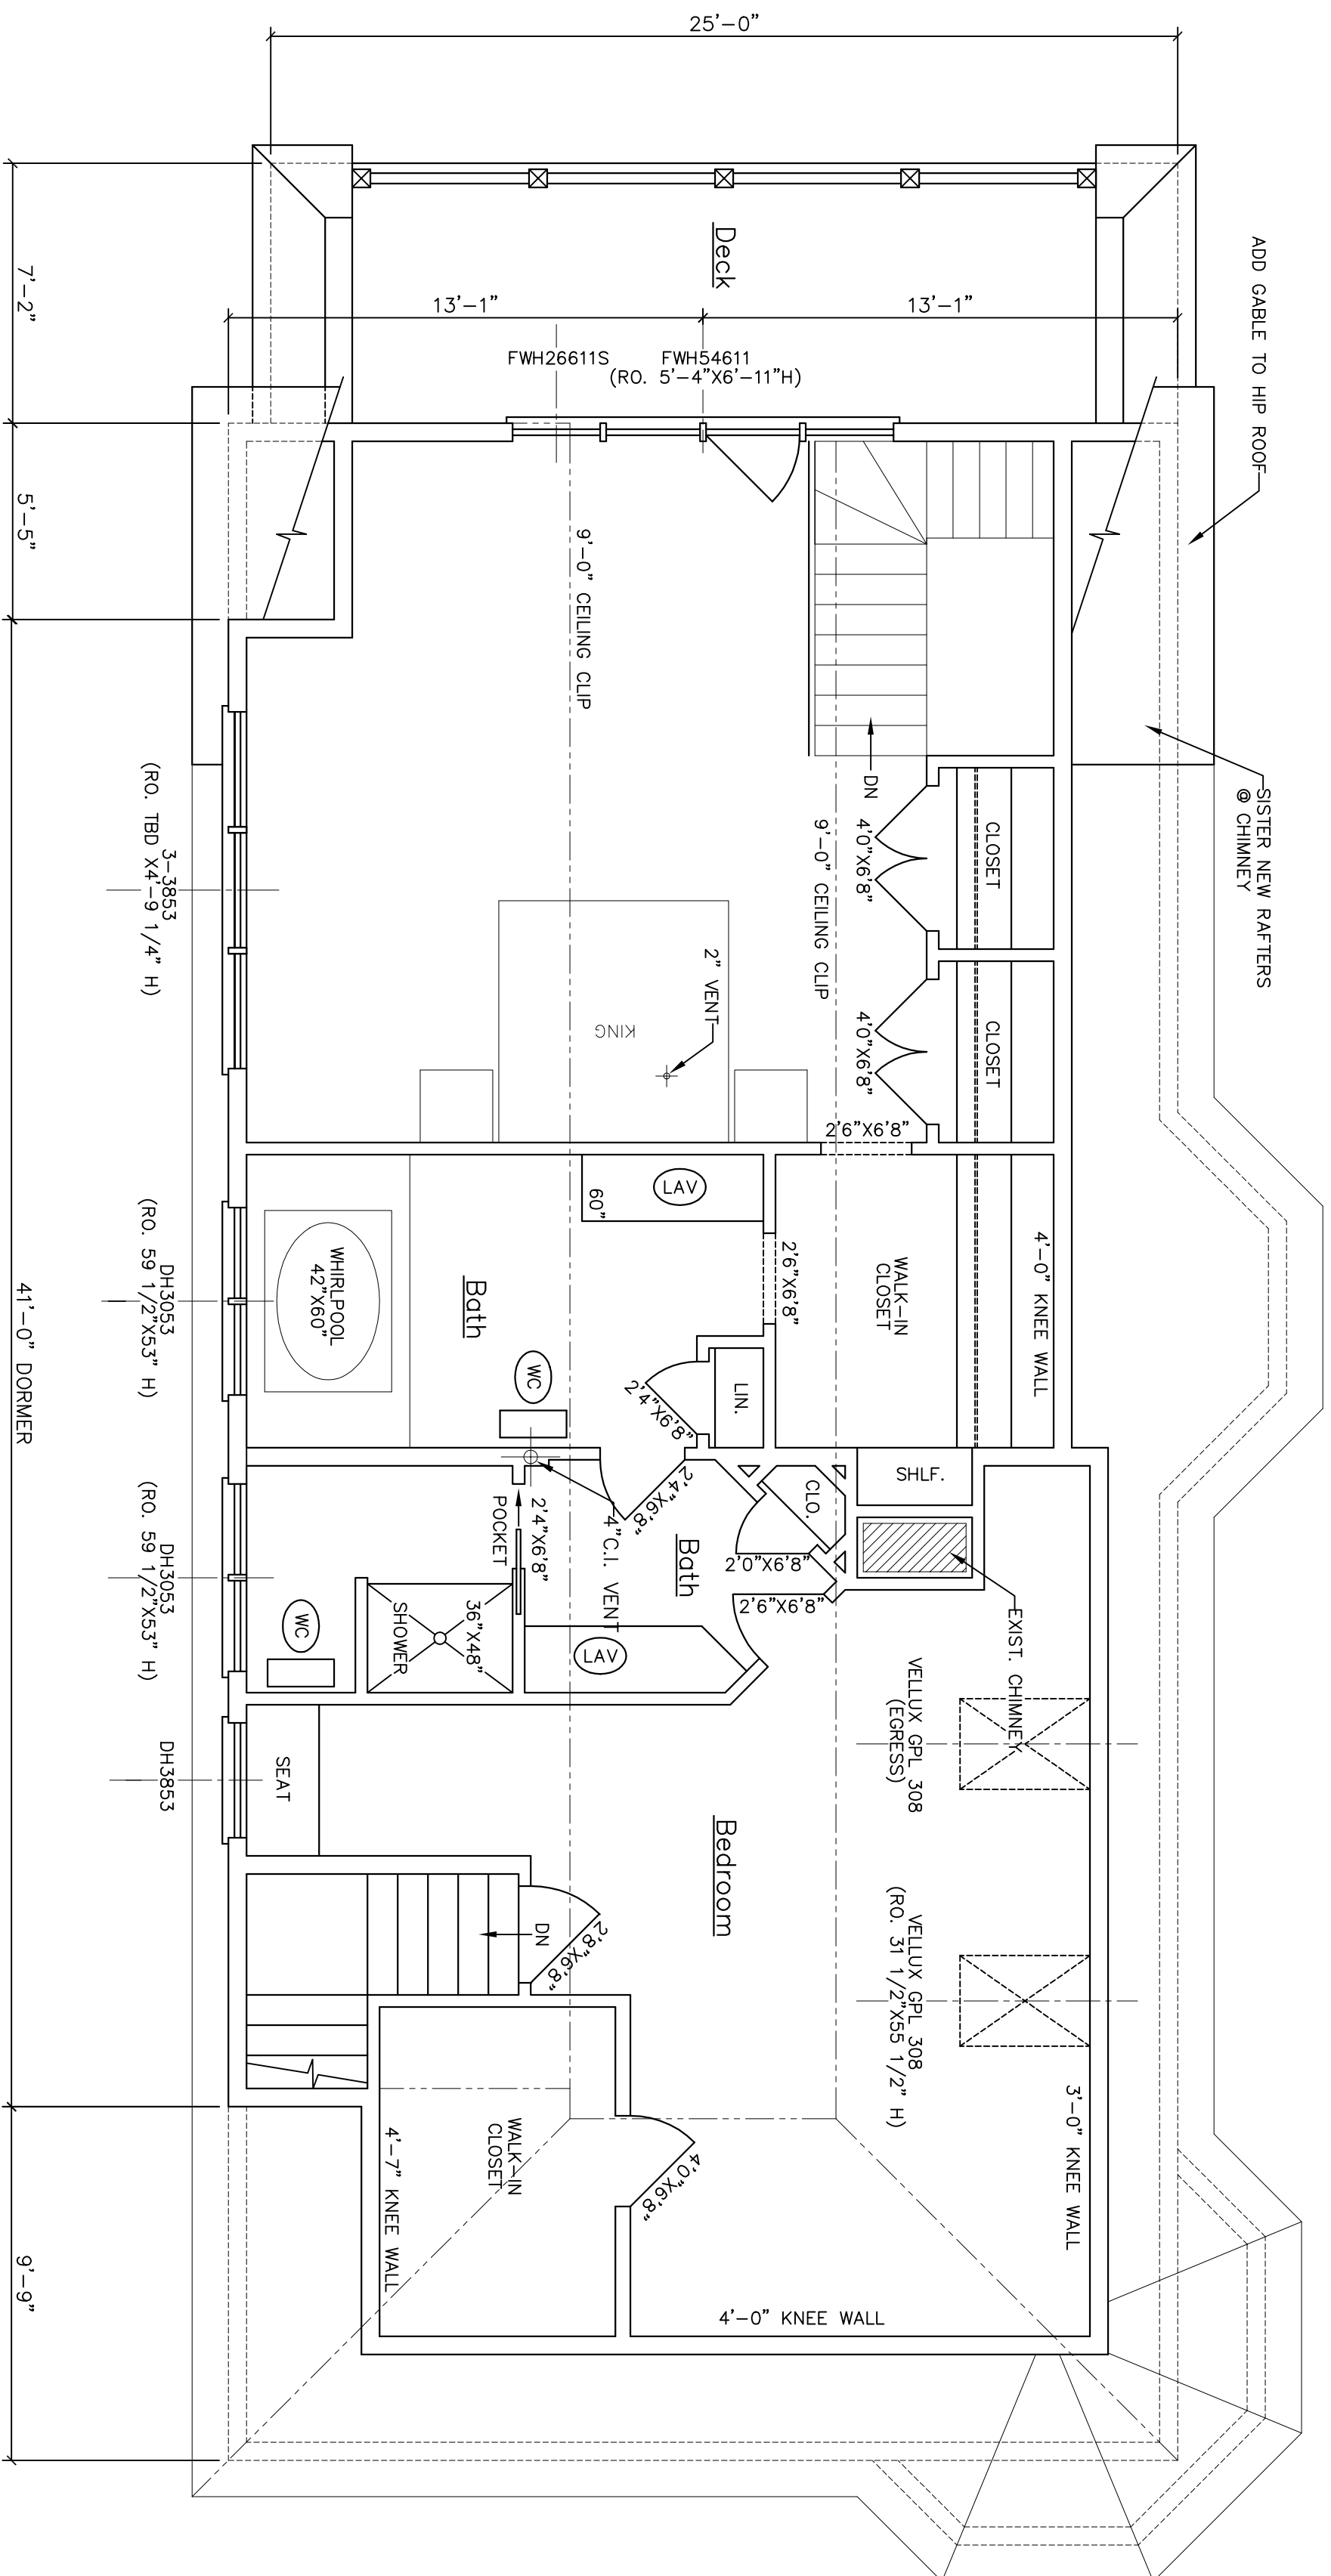 25'-0"
ADD GABLE TO HIP ROOF
Deck
7'-2"
13'-1"
13'-1"
FWH26611S
FWH54611
(RO. 5'-4"X6'-11"H)
5'-5"
9'-0" CEILING CLIP
DN
SISTER NEW RAFTERS
@ CHIMNEY
CLOSET
4'0"X6'8"
9'-0" CEILING CLIP
3-3853
(RO. TBD X4'-9 1/4" H)
2" VENT
KING
CLOSET
4'0"X6'8"
2'6"X6'8"
LAV
60"
2'6"X6'8"
WALK-IN
CLOSET
4'-0" KNEE WALL
WHIRLPOOL
42"X60"
Bath
DH3053
(RO. 59 1/2"X53" H)
41'-0" DORMER
WC
2'4"X6'8"
LIN.
SHLF.
CLO.
2'4"X6'8"
2'4"X6'8"
POCKET
4"C.I. VENT
Bath
2'0"X6'8"
2'6"X6'8"
EXIST. CHIMNEY
DH3053
(RO. 59 1/2"X53" H)
WC
36"X48"
SHOWER
LAV
VELLUX GPL 308
(EGRESS)
DH3853
SEAT
Bedroom
VELLUX GPL 308
(RO. 31 1/2"X55 1/2" H)
DN
2'8"X6'8"
3'-0" KNEE WALL
WALK-IN
CLOSET
4'-7" KNEE WALL
4'0"X6'8"
4'-0" KNEE WALL
9'-9"